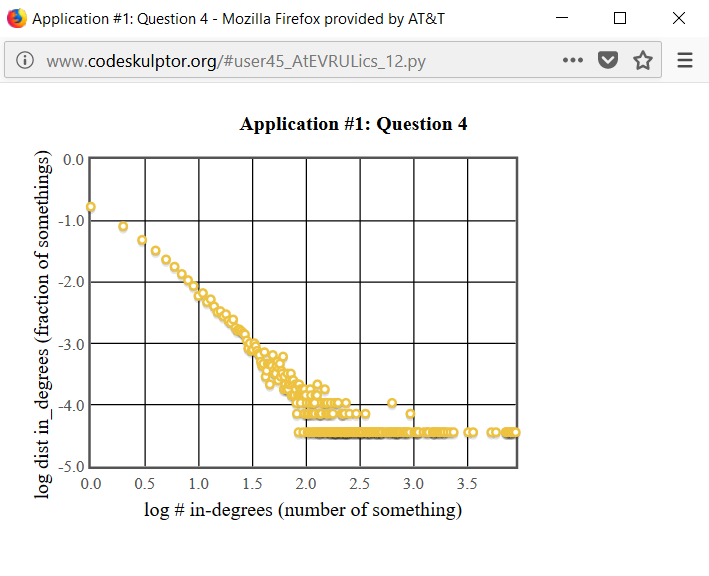 Application #1: Question 4 - Mozilla Firefox provided by AT&T
www.codeskulptor.org/#user45_AtEVRULics_12.py
Application #1: Question 4
log dist in_degrees (fraction of somethings)
0.0
-1.0
-2.0
-3.0
-4.0
-5.0
0.0 0.5 1.0 1.5 2.0 2.5 3.0 3.5
log # in-degrees (number of something)